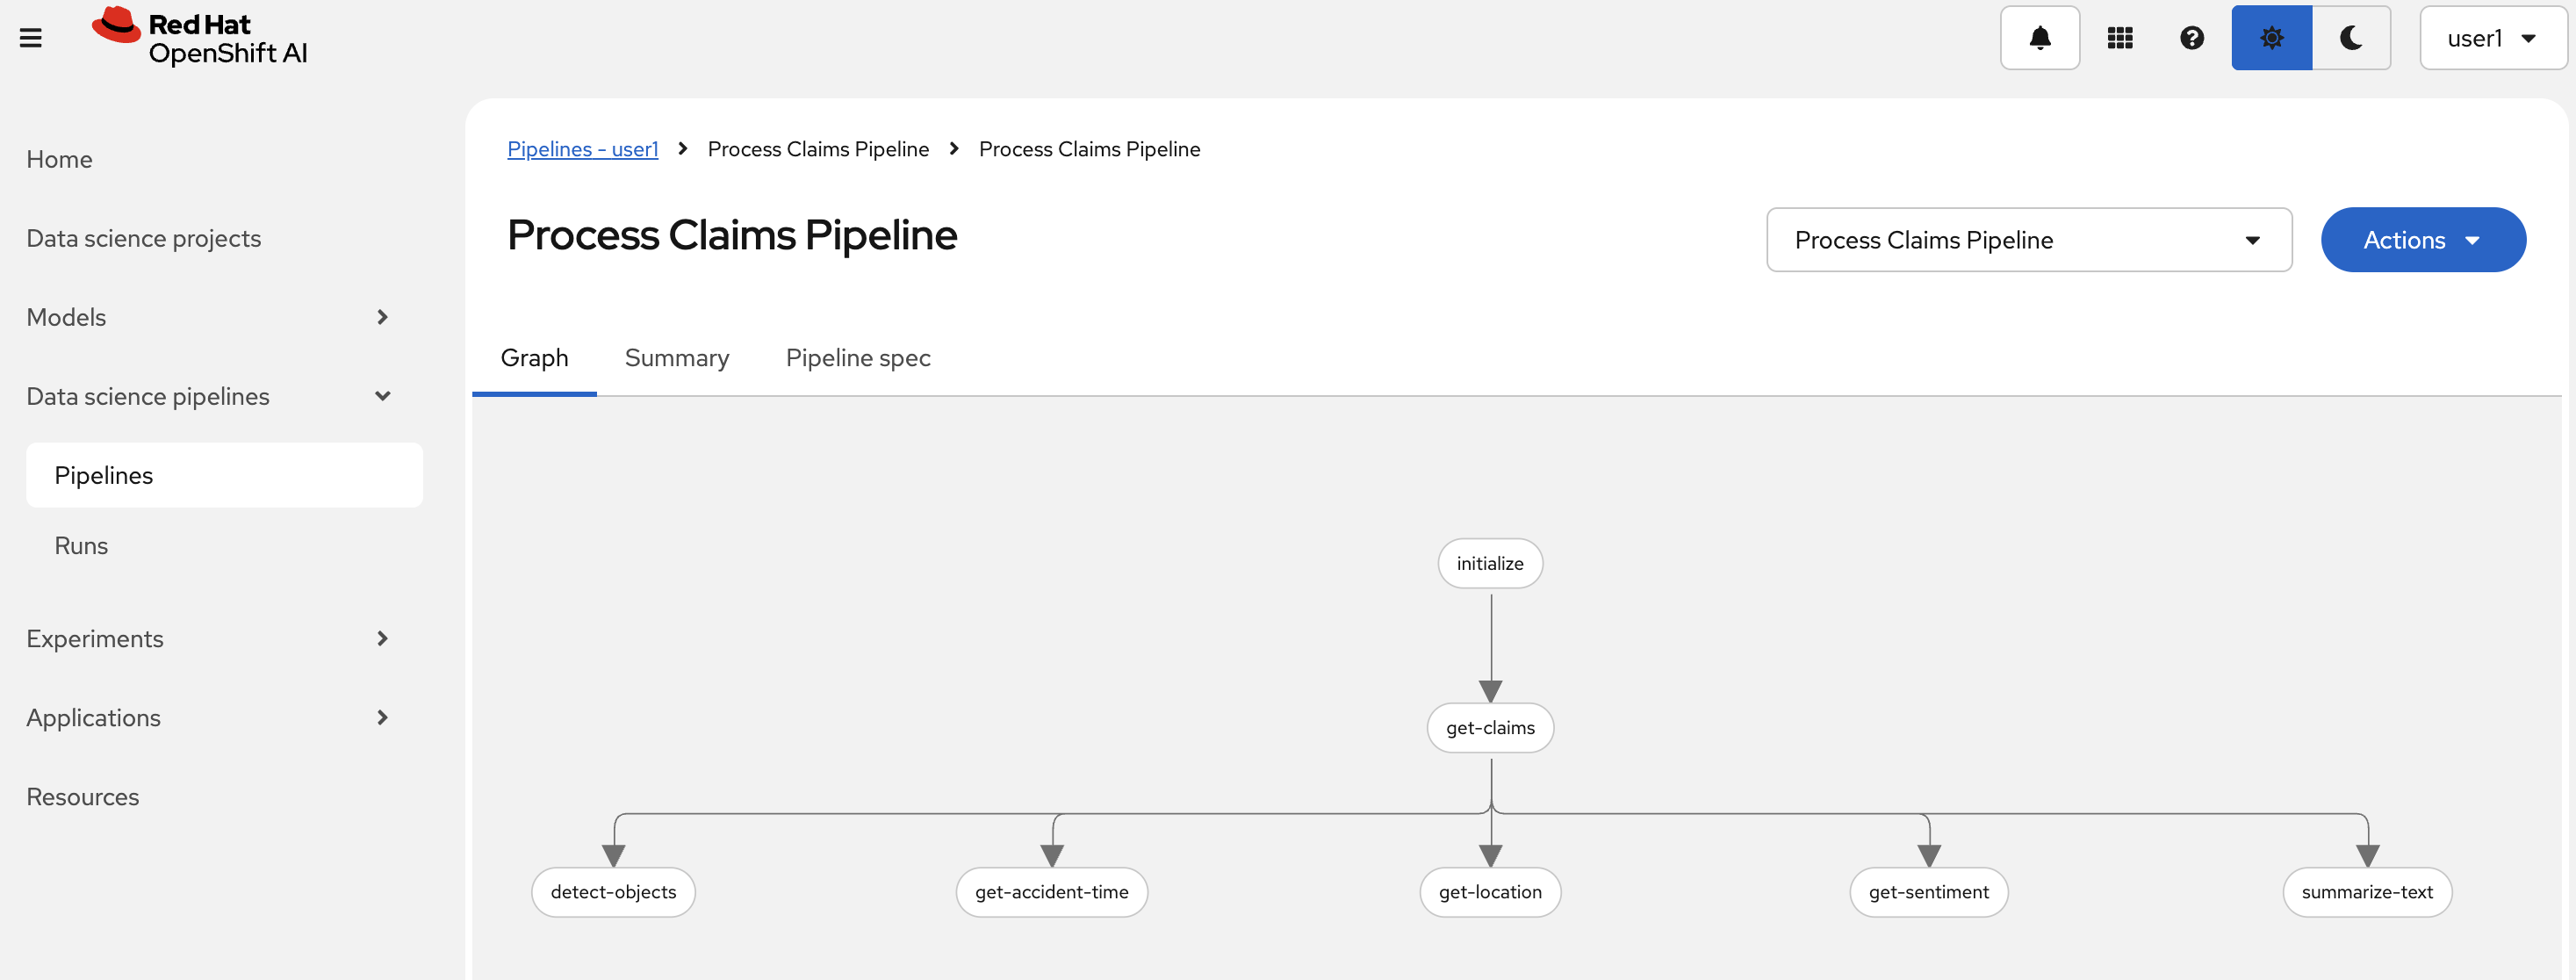 Red Hat
OpenShift AI
user1
Home
Data science projects
Models
Data science pipelines
Pipelines
Runs
Experiments
Applications
Resources
Pipelines - user1 Process Claims Pipeline Process Claims Pipeline
Process Claims Pipeline
Process Claims Pipeline
Actions
Graph Summary Pipeline spec
initialize
get-claims
detect-objects get-accident-time get-location get-sentiment summarize-text